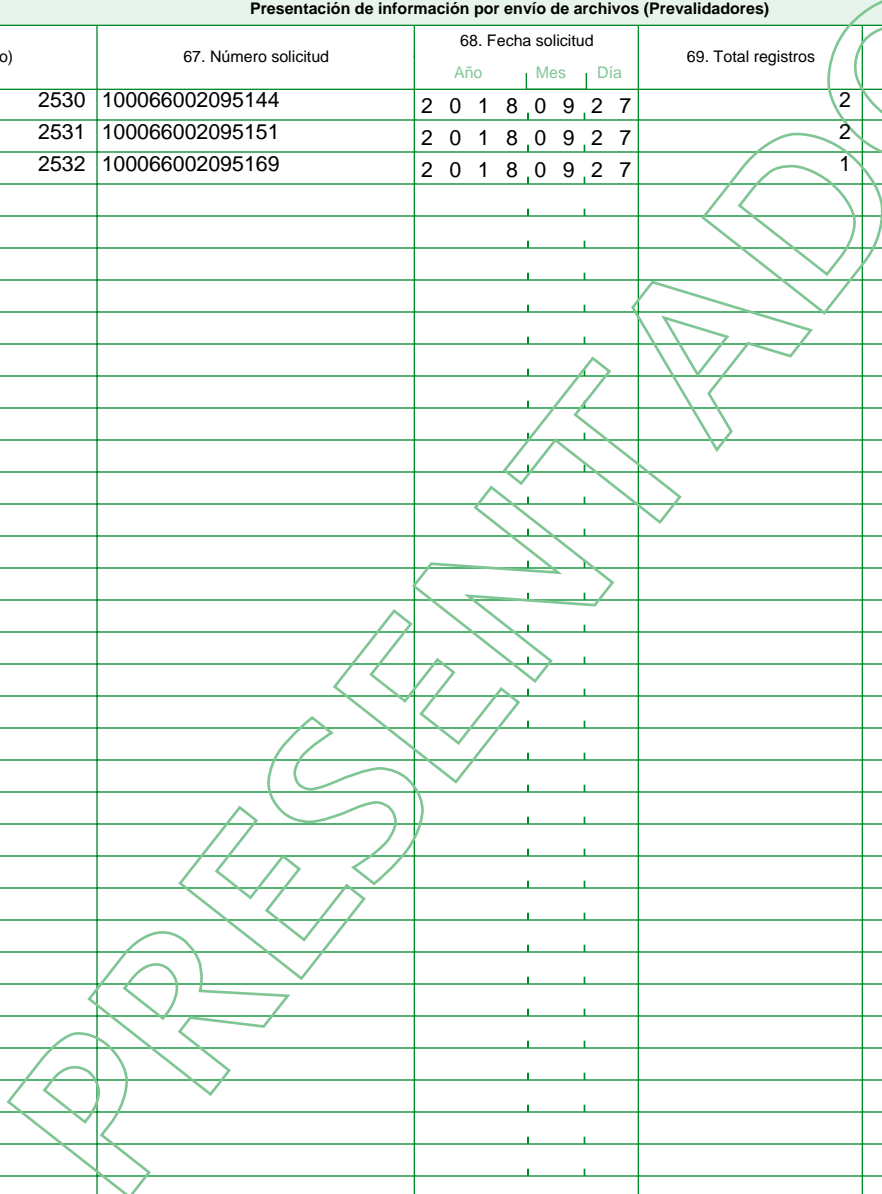 Presentación de información por envío de archivos (Prevalidadores)
o) 67. Número solicitud 68. Fecha solicitud 69. Total registros
Año Mes Día
2530 100066002095144 2 0 1 8 0 9 2 7 2
2531 100066002095151 2 0 1 8 0 9 2 7 2
2532 100066002095169 2 0 1 8 0 9 2 7 1
PRESENTADO